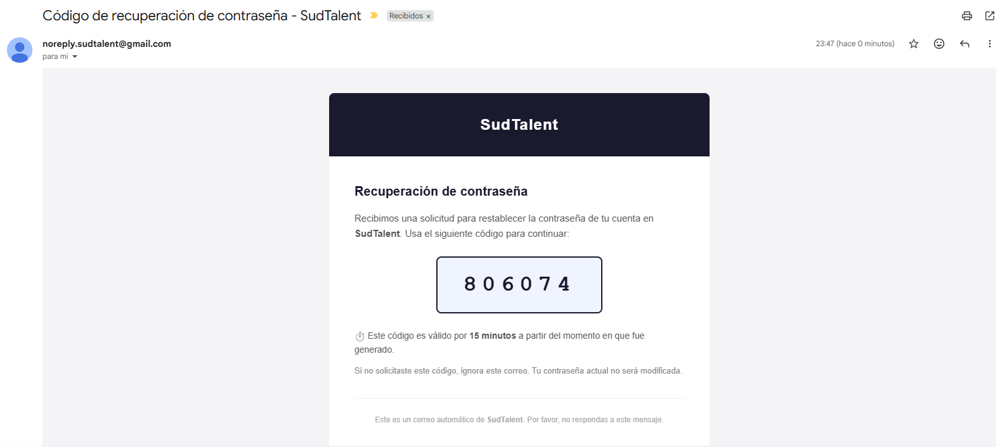 Código de recuperación de contraseña - SudTalent
Recibidos ×
noreply.sudtalent@gmail.com
23:47 (hace 0 minutos)
para mí
SudTalent
Recuperación de contraseña
Recibimos una solicitud para restablecer la contraseña de tu cuenta en
SudTalent. Usa el siguiente código para continuar:
806074
Este código es válido por 15 minutos a partir del momento en que fue
generado.
Si no solicitaste este código, ignora este correo. Tu contraseña actual no será modificada.
Este es un correo automático de SudTalent. Por favor, no respondas a este mensaje.